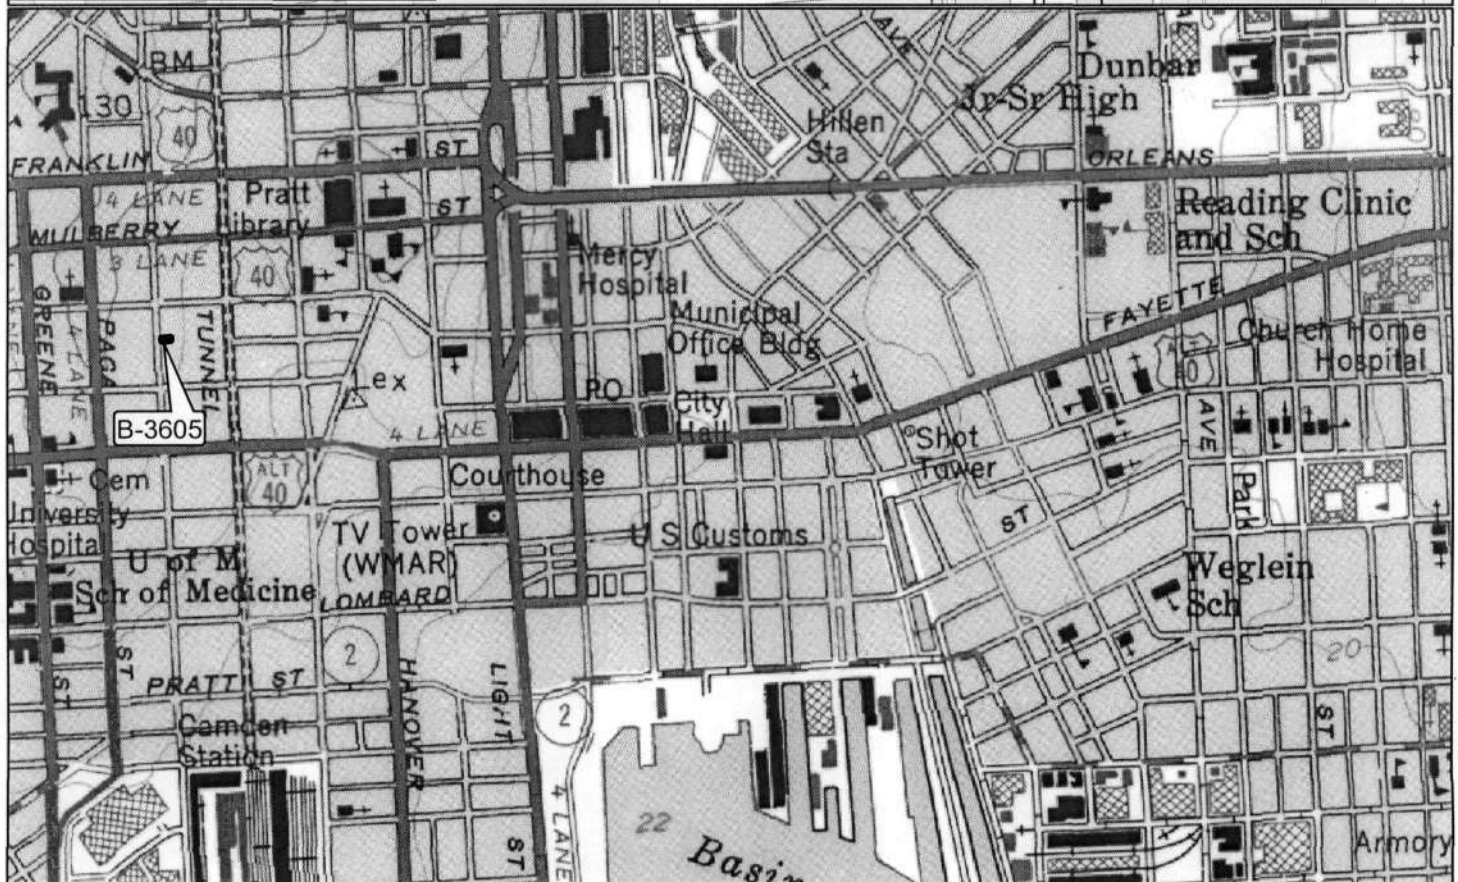 AVE
Dunbar
Jr-Sr High
BM
130
40
Hillen
Sta
FRANKLIN
ST
ORLEANS
4 LANE
Pratt
Library
MULBERRY
ST
Reading Clinic
and Sch
3 LANE
40
Mercy
Hospital
GREENE
4 LANE
PACA
TUNNEL
Municipal
Office Bldg
FAYETTE
Church Home
Hospital
ALT
40
ex
PO
City
Hall
B-3605
4 LANE
Shot
Tower
AVE
Cem
ALT
40
Courthouse
Park
University
Hospital
TV Tower
(WMAR)
U S Customs
ST
U of M
Sch of Medicine
LOMBARD
Weglein
Sch
2
20
ST
ST
PRATT ST
HANOVER
LIGHT
2
Camden
Station
ST
4 LANE
ST
22
Basin
Armory